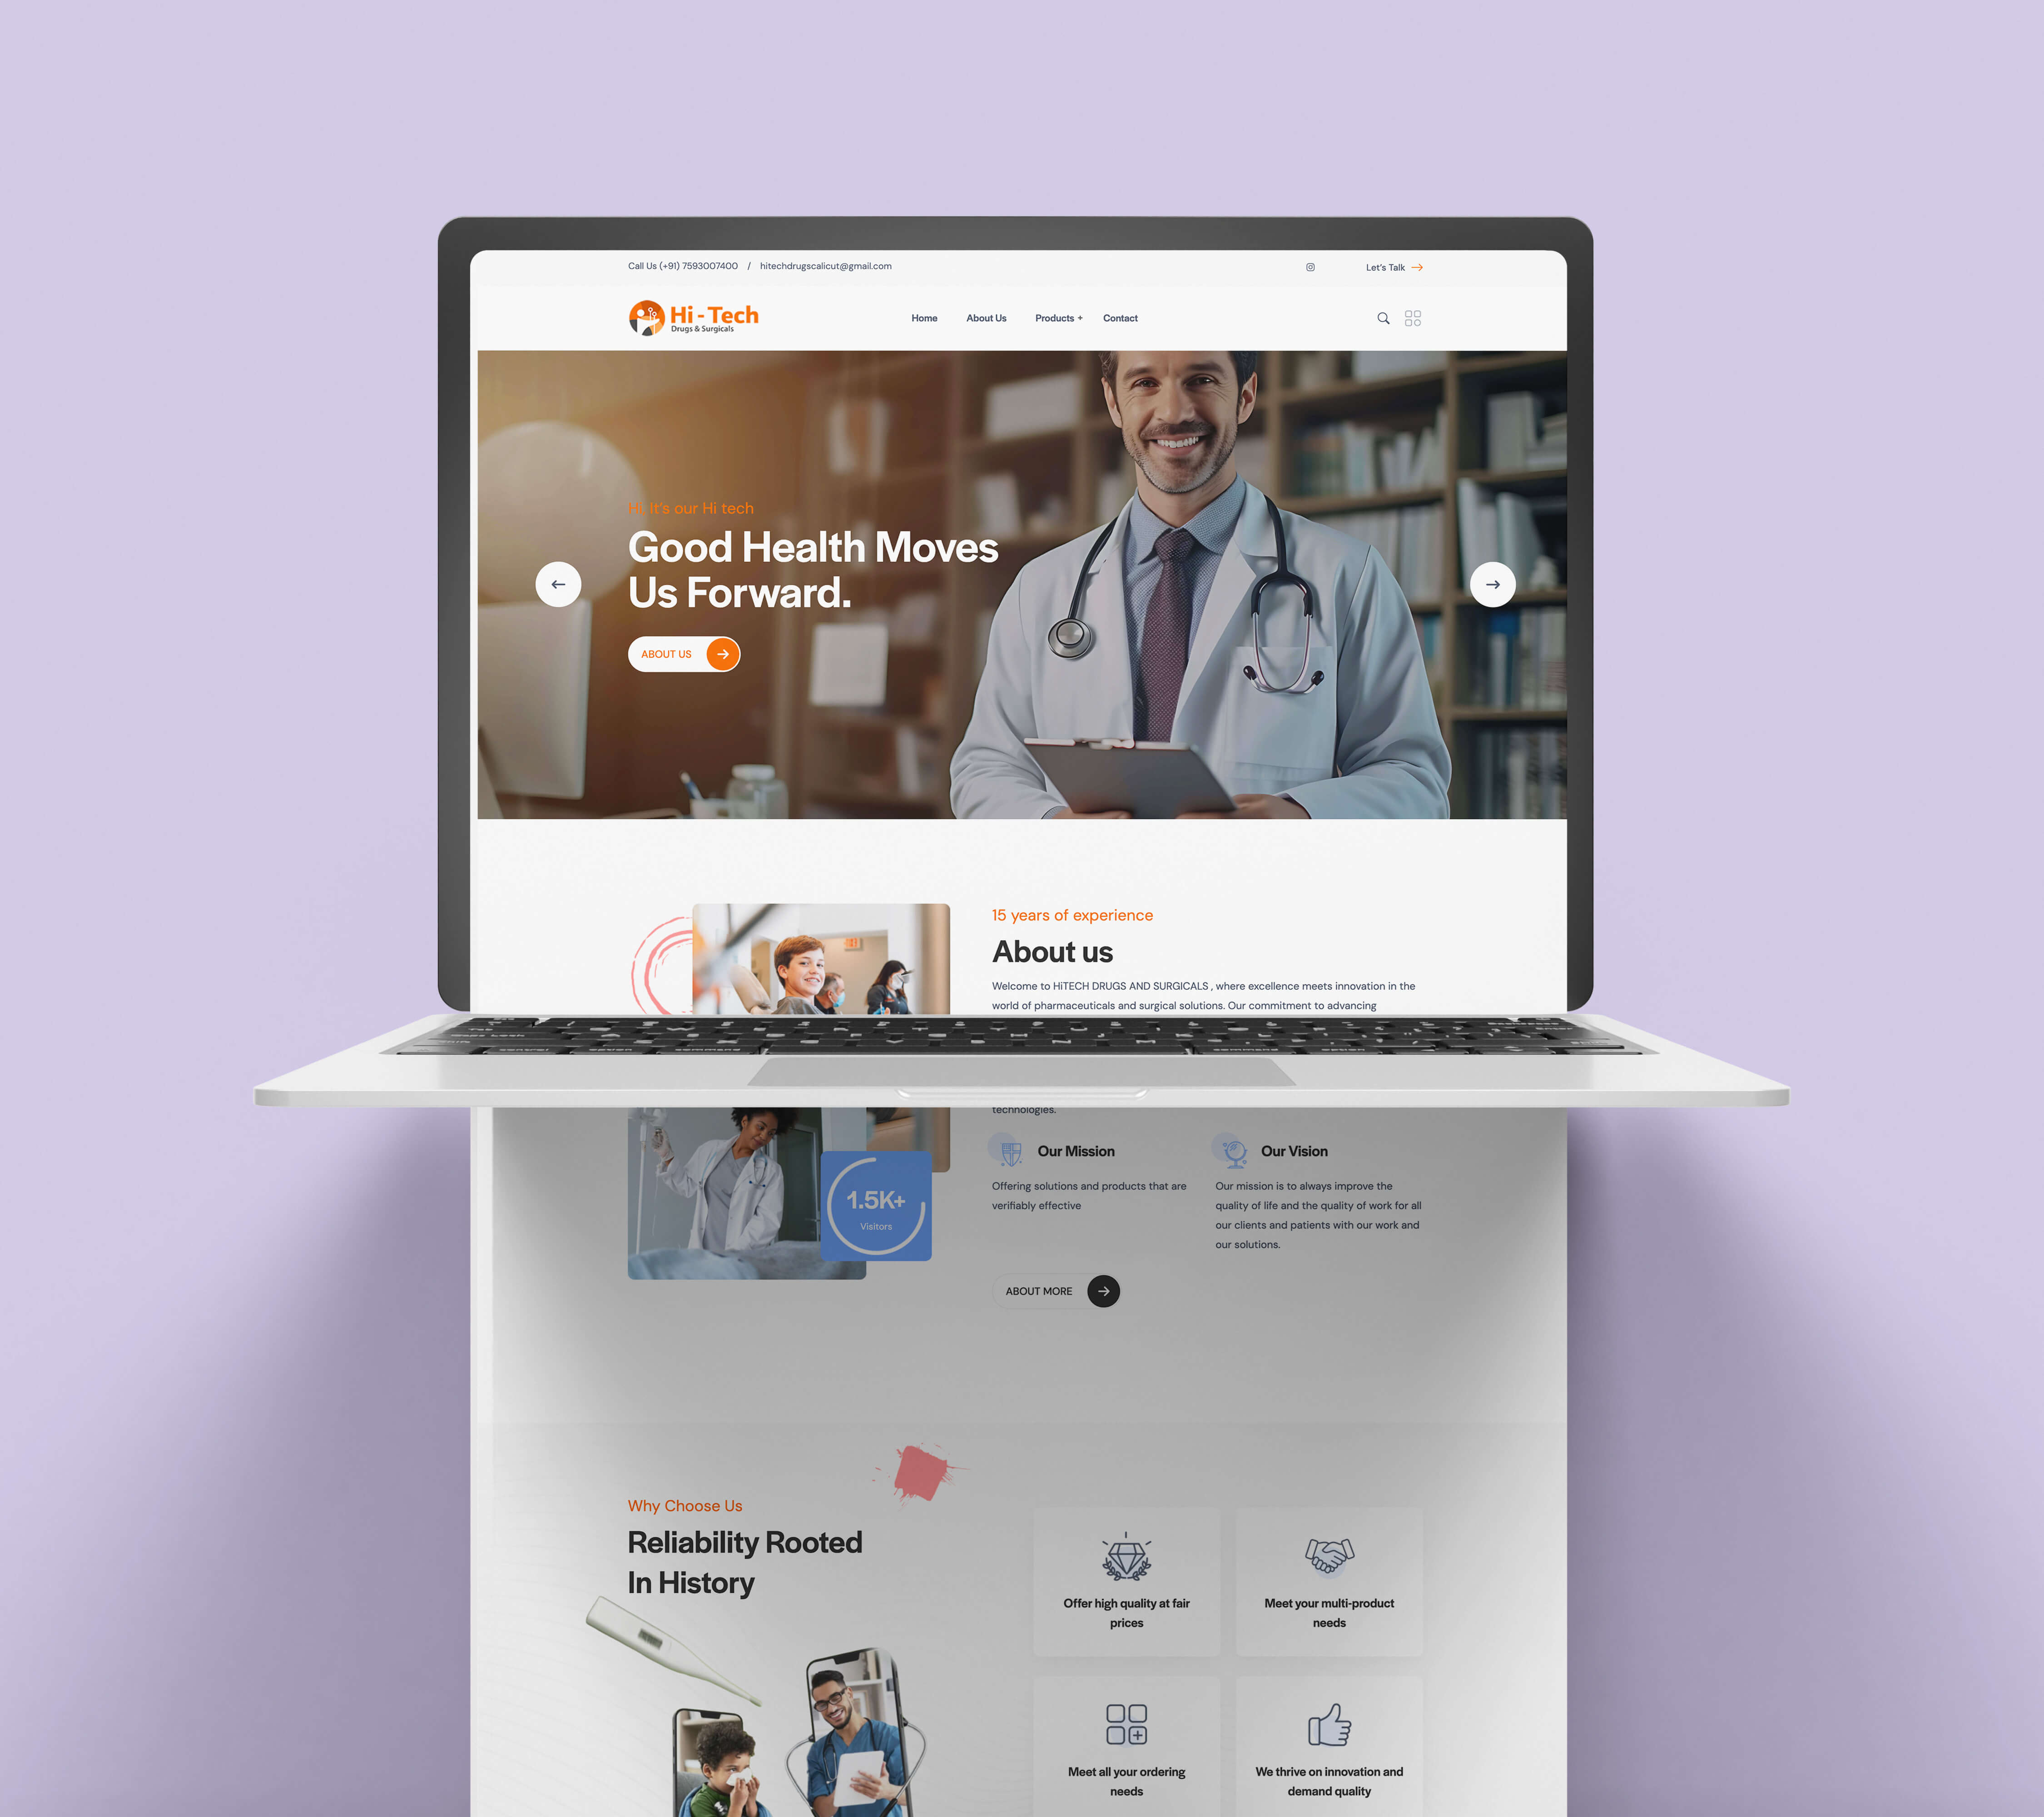 Call Us (+91) 7593007400 / hitechdrugscalicut@gmail.com
Let's Talk
Hi - Tech
Drugs & Surgicals
Home About Us Products + Contact
Hi, it's our Hi tech
Good Health Moves
Us Forward.
ABOUT US
15 years of experience
About us
Welcome to HiTECH DRUGS AND SURGICALS , where excellence meets innovation in the
world of pharmaceuticals and surgical solutions. Our commitment to advancing
technologies.
1.5K+
Visitors
Our Mission
Offering solutions and products that are
verifiably effective
Our Vision
Our mission is to always improve the
quality of life and the quality of work for all
our clients and patients with our work and
our solutions.
ABOUT MORE
Why Choose Us
Reliability Rooted
In History
Offer high quality at fair
prices
Meet your multi-product
needs
Meet all your ordering
needs
We thrive on innovation and
demand quality